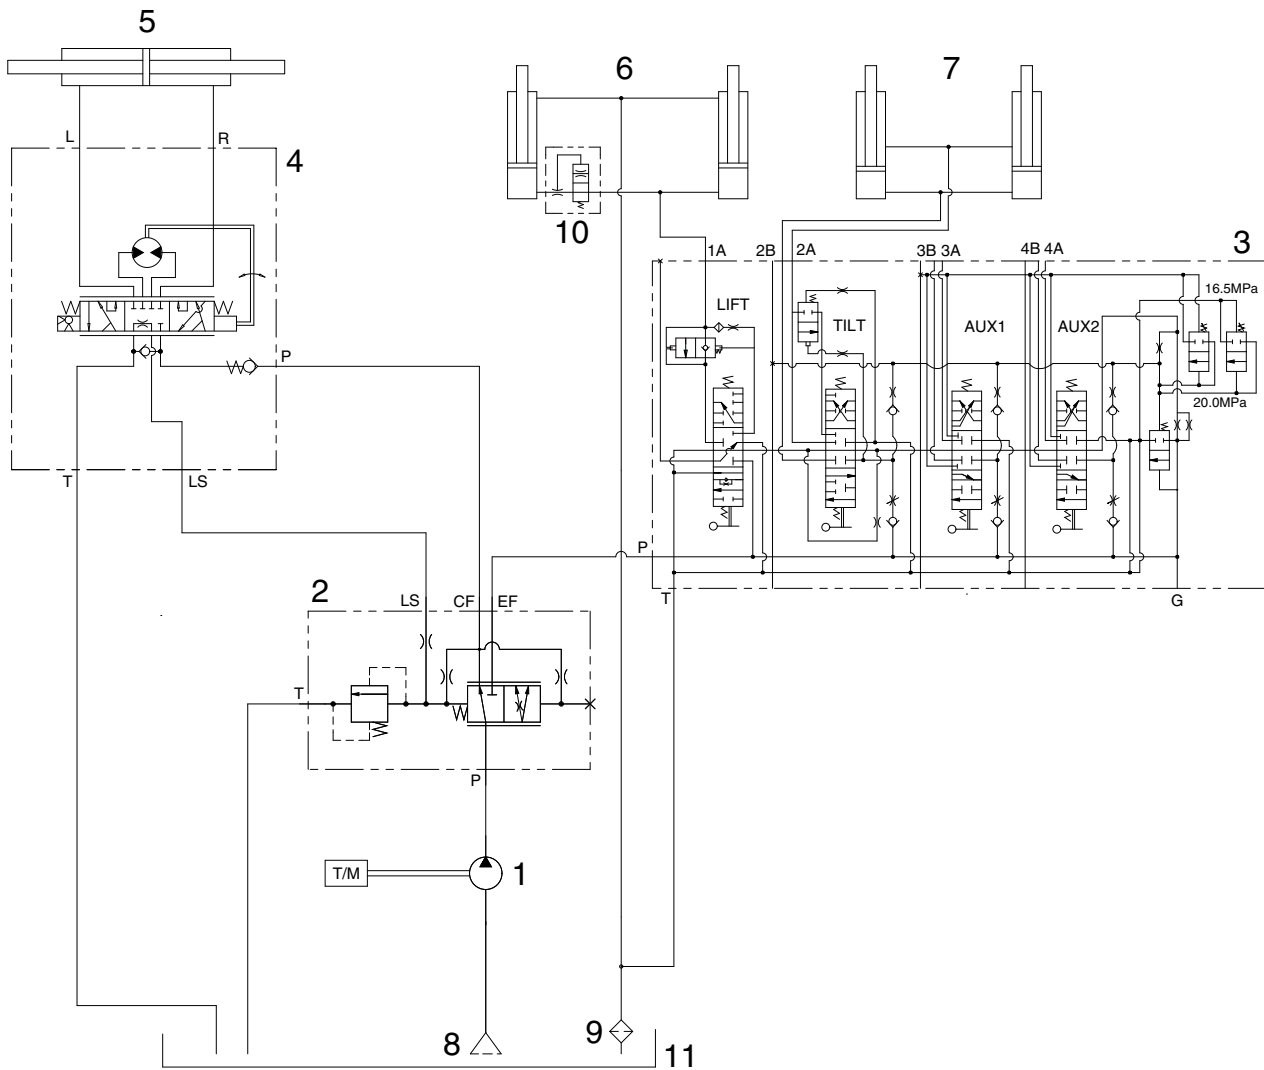 5
6
7
L
R
4
10
1A
2B
2A
3B 3A
4B 4A
3
16.5MPa
LIFT
TILT
AUX1
AUX2
P
20.0MPa
T
LS
P
2
LS
CF
EF
T
G
T
P
T/M
1
8
9
11